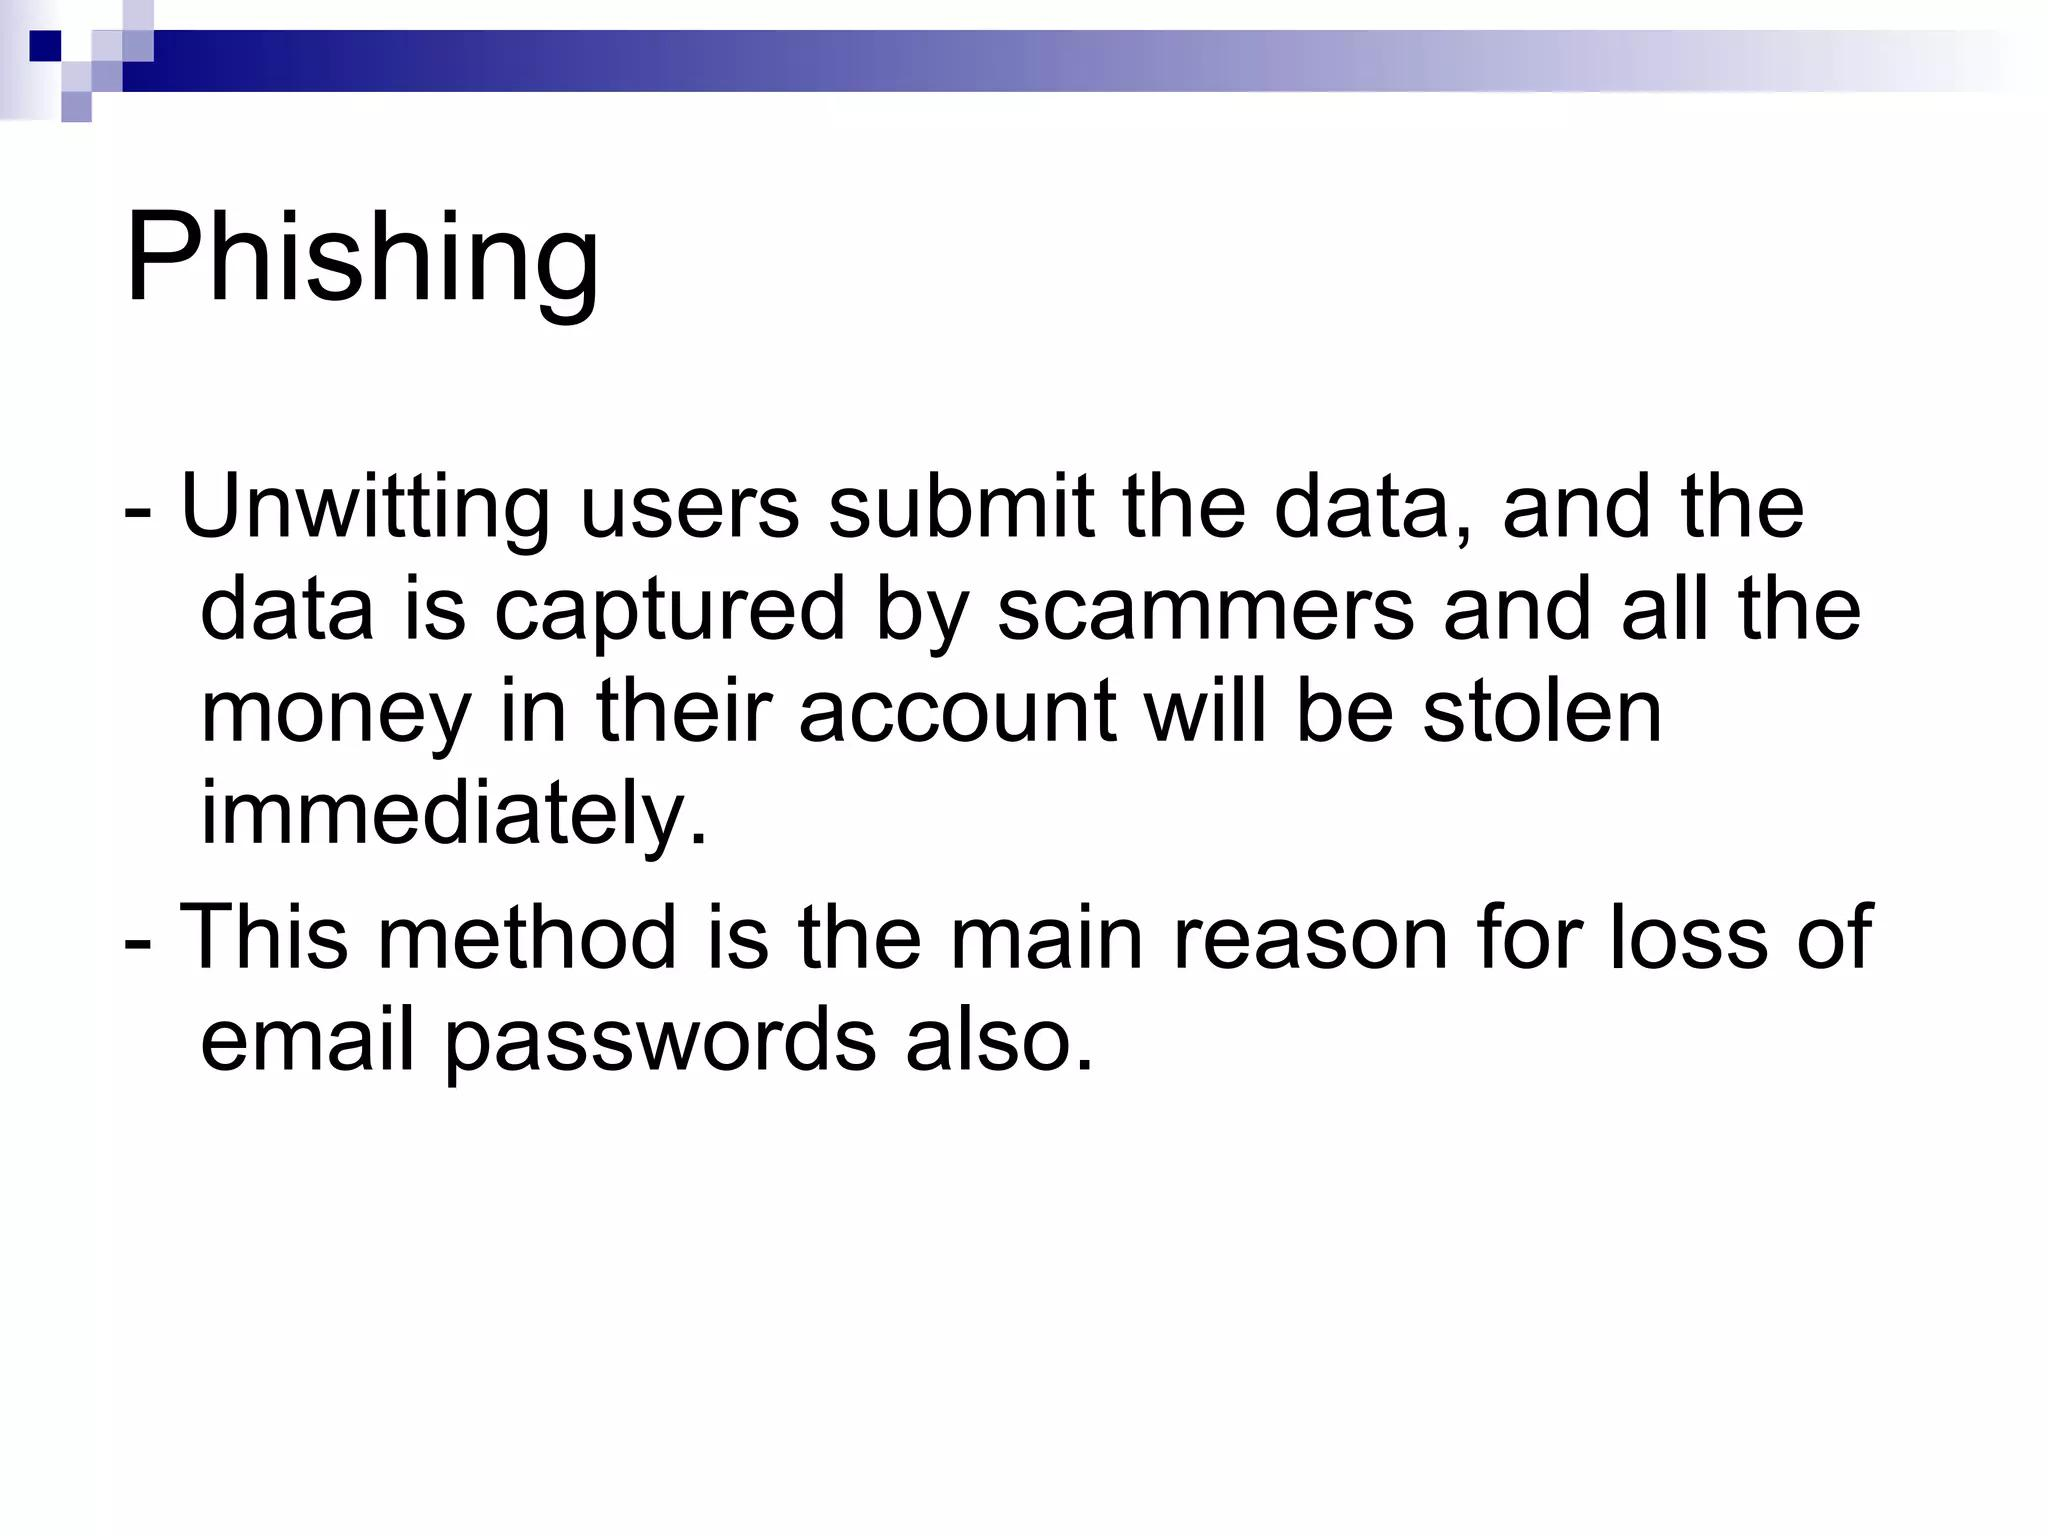 Phishing
- Unwitting users submit the data, and the
data is captured by scammers and all the
money in their account will be stolen
immediately.
- This method is the main reason for loss of
email passwords also.